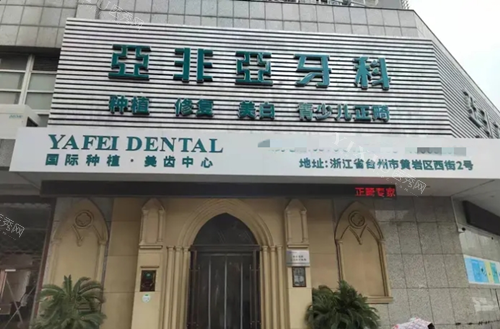 亞非亞牙科
种植 修复 美白 青少儿正畸
YAFEI DENTAL
国际种植·美齿中心
地址:浙江省台州市黄岩区西街2号
正畸专家